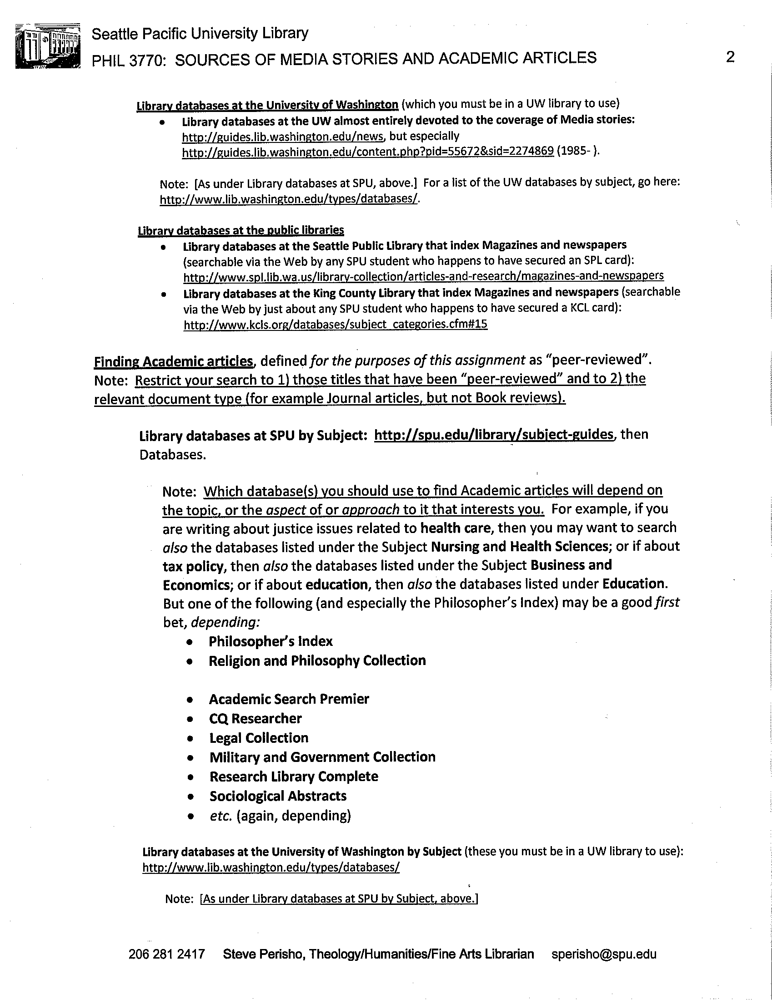 Seattle Pacific University Library
PHIL 3770: SOURCES OF MEDIA STORIES AND ACADEMIC ARTICLES 2
Library databases at the University of Washington (which you must be in a UW library to use)
• Library databases at the UW almost entirely devoted to the coverage of Media stories:
http://guides.lib.washington.edu/news, but especially
http://guides.lib.washington.edu/content.php?pid=55672&sid=2274869 (1985- ).
Note: [As under Library databases at SPU, above.] For a list of the UW databases by subject, go here:
http://www.lib.washington.edu/types/databases/.
Library databases at the public libraries
• Library databases at the Seattle Public Library that index Magazines and newspapers
(searchable via the Web by any SPU student who happens to have secured an SPL card):
http://www.spl.lib.wa.us/library-collection/articles-and-research/magazines-and-newspapers
• Library databases at the King County Library that index Magazines and newspapers (searchable
via the Web by just about any SPU student who happens to have secured a KCL card):
http://www.kcls.org/databases/subject_categories.cfm#15
Finding Academic articles, defined for the purposes of this assignment as “peer-reviewed”.
Note: Restrict your search to 1) those titles that have been “peer-reviewed” and to 2) the
relevant document type (for example Journal articles, but not Book reviews).
Library databases at SPU by Subject: http://spu.edu/library/subject-guides, then
Databases.
Note: Which database(s) you should use to find Academic articles will depend on
the topic, or the aspect of or approach to it that interests you. For example, if you
are writing about justice issues related to health care, then you may want to search
also the databases listed under the Subject Nursing and Health Sciences; or if about
tax policy, then also the databases listed under the Subject Business and
Economics; or if about education, then also the databases listed under Education.
But one of the following (and especially the Philosopher’s Index) may be a good first
bet, depending:
• Philosopher’s Index
• Religion and Philosophy Collection
• Academic Search Premier
• CQ Researcher
• Legal Collection
• Military and Government Collection
• Research Library Complete
• Sociological Abstracts
• etc. (again, depending)
Library databases at the University of Washington by Subject (these you must be in a UW library to use):
http://www.lib.washington.edu/types/databases/
Note: [As under Library databases at SPU by Subject, above.]
206 281 2417 Steve Perisho, Theology/Humanities/Fine Arts Librarian sperisho@spu.edu